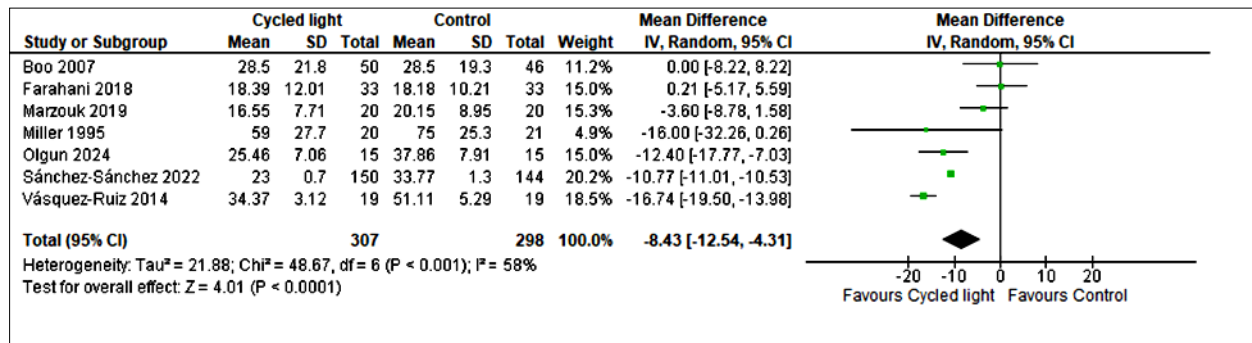 Cycled light Control Mean Difference Mean Difference
Study or Subgroup Mean SD Total Mean SD Total Weight IV, Random, 95% CI IV, Random, 95% CI
Boo 2007 28.5 21.8 50 28.5 19.3 46 11.2% 0.00 [-8.22, 8.22]
Farahani 2018 18.39 12.01 33 18.18 10.21 33 15.0% 0.21 [-5.17, 5.59]
Marzouk 2019 16.55 7.71 20 20.15 8.95 20 15.3% -3.60 [-8.78, 1.58]
Miller 1995 59 27.7 20 75 25.3 21 4.9% -16.00 [-32.26, 0.26]
Olgun 2024 25.46 7.06 15 37.86 7.91 15 15.0% -12.40 [-17.77, -7.03]
Sánchez-Sánchez 2022 23 0.7 150 33.77 1.3 144 20.2% -10.77 [-11.01, -10.53]
Vásquez-Ruiz 2014 34.37 3.12 19 51.11 5.29 19 18.5% -16.74 [-19.50, -13.98]
Total (95% CI) 307 298 100.0% -8.43 [-12.54, -4.31]
Heterogeneity: Tau² = 21.88; Chi² = 48.67, df = 6 (P < 0.001); I² = 58%
Test for overall effect: Z = 4.01 (P < 0.0001)
-20 -10 0 10 20
Favours Cycled light Favours Control